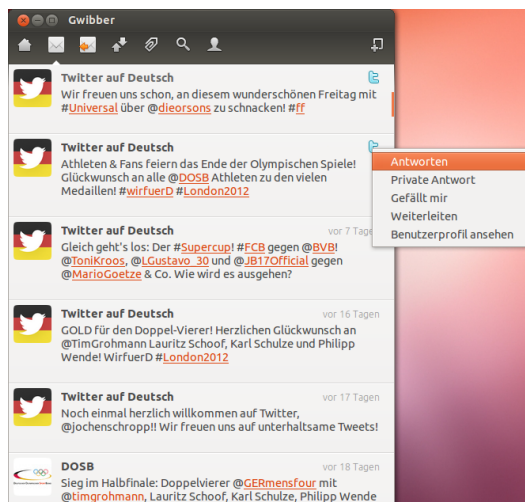 Gwibber
Twitter auf Deutsch
Wir freuen uns schon, an diesem wunderschönen Freitag mit
#Universal über @dieorsons zu schnacken! #ff
Twitter auf Deutsch
Athleten & Fans feiern das Ende der Olympischen Spiele!
Glückwunsch an alle @DOSB Athleten zu den vielen
Medaillen! #wirfuerD #London2012
Antworten
Private Antwort
Gefällt mir
Weiterleiten
Benutzerprofil ansehen
Twitter auf Deutsch vor 7 Tagen
Gleich geht's los: Der #Supercup! #FCB gegen @BVB!
@ToniKroos, @LGustavo_30 und @JB17Official gegen
@MarioGoetze & Co. Wie wird es ausgehen?
Twitter auf Deutsch vor 16 Tagen
GOLD für den Doppel-Vierer! Herzlichen Glückwunsch an
@TimGrohmann Lauritz Schoof, Karl Schulze und Philipp
Wende! WirfuerD #London2012
Twitter auf Deutsch vor 17 Tagen
Noch einmal herzlich willkommen auf Twitter,
@jochenschropp!! Wir freuen uns auf unterhaltsame Tweets!
DOSB vor 18 Tagen
Sieg im Halbfinale: Doppelvierer @GERmensfour mit
@timgrohmann, Lauritz Schoof, Karl Schulze, Philipp Wende